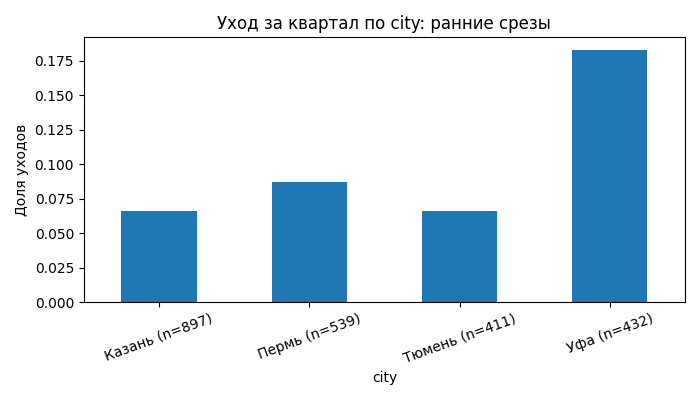 Уход за квартал по city: ранние срезы
Доля уходов
0.175
0.150
0.125
0.100
0.075
0.050
0.025
0.000
Казань (n=897)
Пермь (n=539)
Тюмень (n=411)
Уфа (n=432)
city